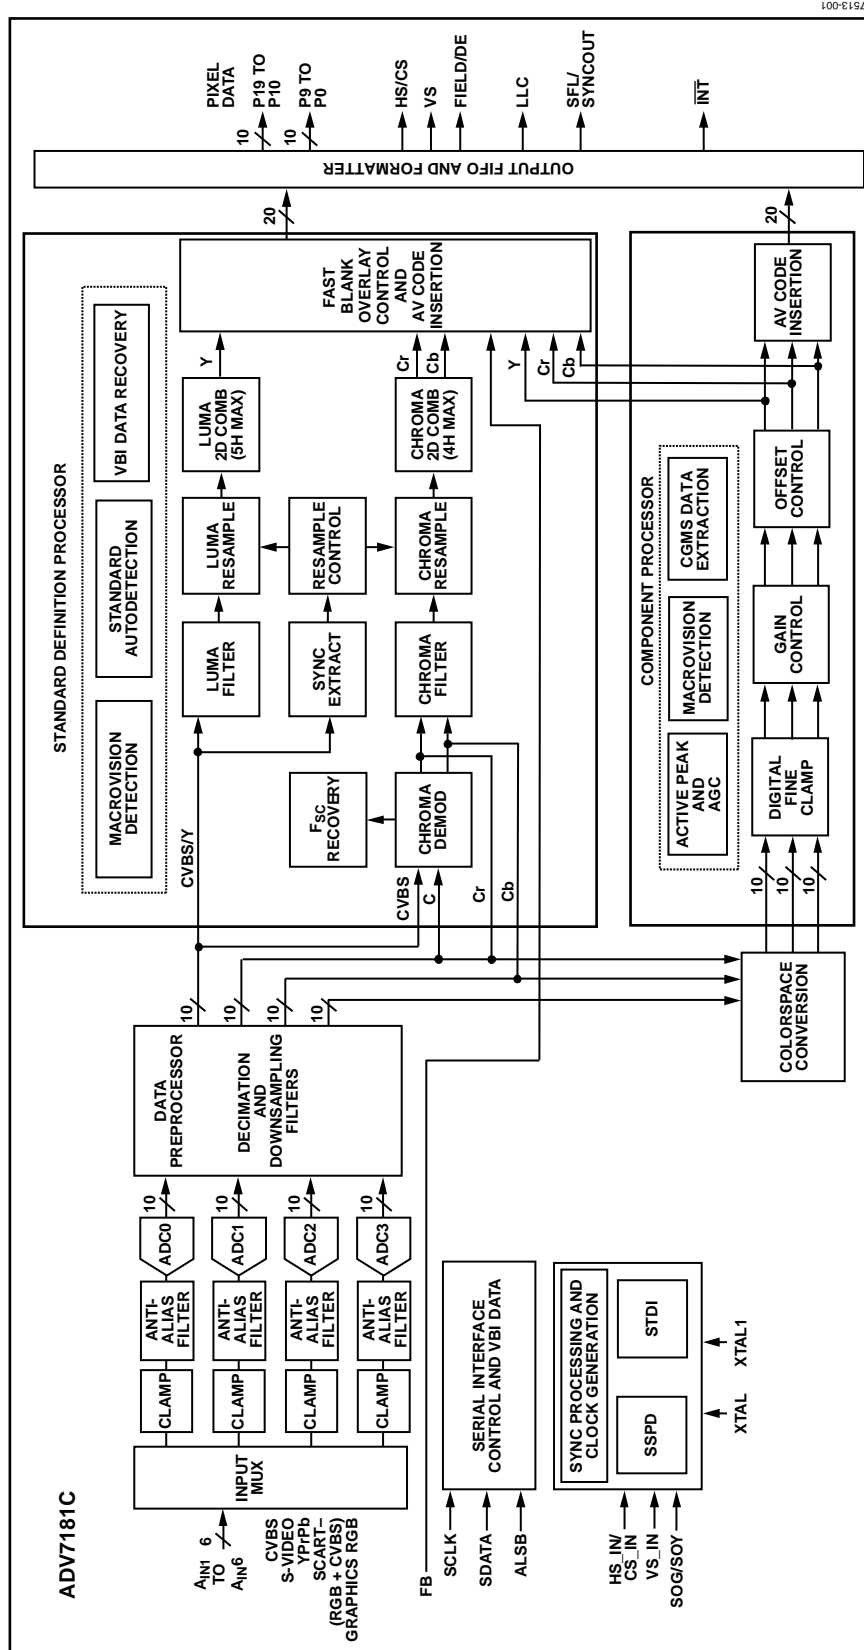 ADV7181C
A_IN1
TO
A_IN6
6
CVBS
S-VIDEO
YPrPb
SCART–
(RGB + CVBS)
GRAPHICS RGB
INPUT
MUX
CLAMP
ANTI-
ALIAS
FILTER
ADC0
10
CLAMP
ANTI-
ALIAS
FILTER
ADC1
10
CLAMP
ANTI-
ALIAS
FILTER
ADC2
10
CLAMP
ANTI-
ALIAS
FILTER
ADC3
10
DATA
PREPROCESSOR
DECIMATION
AND
DOWNSAMPLING
FILTERS
10
10
10
10
FB
SCLK
SDATA
ALSB
SERIAL INTERFACE
CONTROL AND VBI DATA
HS_IN/
CS_IN
VS_IN
SOG/SOY
SYNC PROCESSING AND
CLOCK GENERATION
SSPD
STDI
XTAL
XTAL1
COLORSPACE
CONVERSION
STANDARD DEFINITION PROCESSOR
MACROVISION
DETECTION
STANDARD
AUTODETECTION
VBI DATA RECOVERY
CVBS/Y
LUMA
FILTER
LUMA
RESAMPLE
LUMA
2D COMB
(5H MAX)
Y
SYNC
EXTRACT
RESAMPLE
CONTROL
F_SC
RECOVERY
CVBS
C
CHROMA
DEMOD
CHROMA
FILTER
CHROMA
RESAMPLE
CHROMA
2D COMB
(4H MAX)
Cr
Cb
Cr
Cb
Y
Cr
Cb
FAST
BLANK
OVERLAY
CONTROL
AND
AV CODE
INSERTION
20
COMPONENT PROCESSOR
ACTIVE PEAK
AND
AGC
MACROVISION
DETECTION
CGMS DATA
EXTRACTION
10
10
10
DIGITAL
FINE
CLAMP
GAIN
CONTROL
OFFSET
CONTROL
AV CODE
INSERTION
20
OUTPUT FIFO AND FORMATTER
PIXEL
DATA
10
P19 TO
P10
10
P9 TO
P0
HS/CS
VS
FIELD/DE
LLC
SFL/
SYNCOUT
INT
7513-001